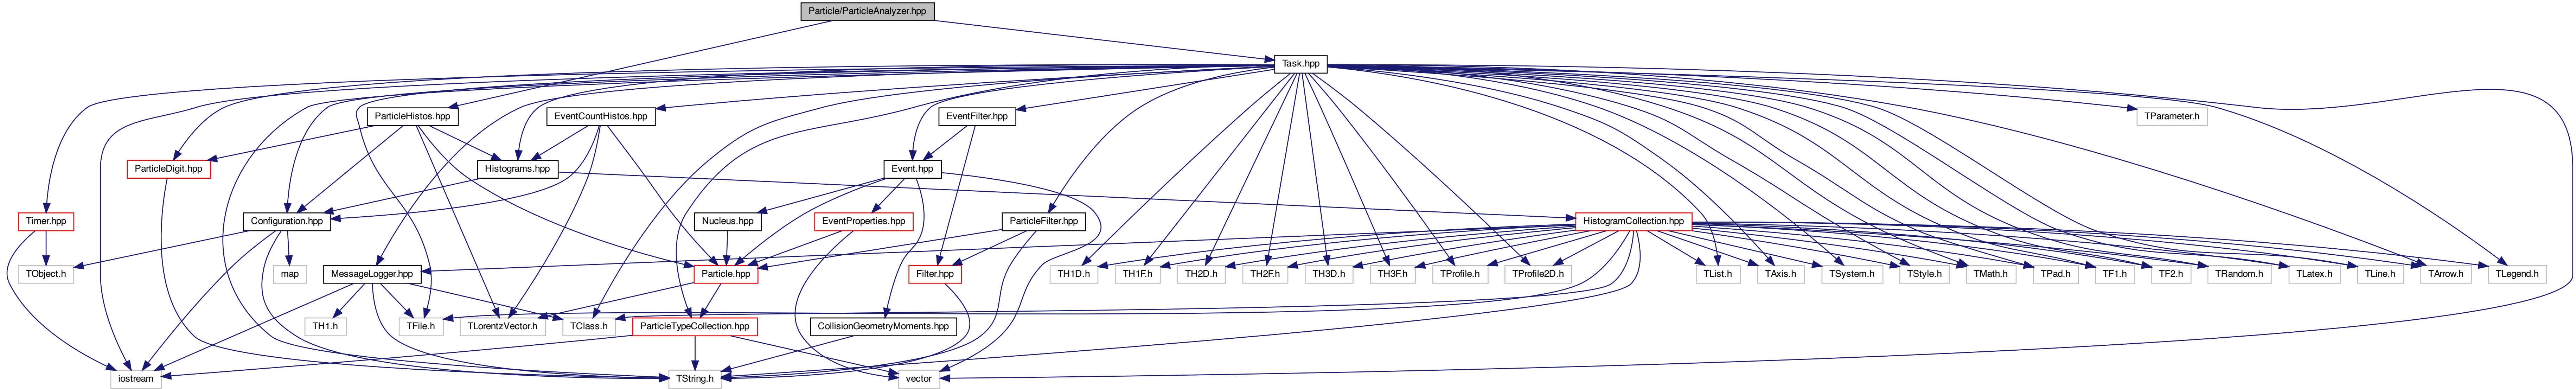 Particle/ParticleAnalyzer.hpp
Task.hpp
ParticleHistos.hpp
EventCountHistos.hpp
EventFilter.hpp
TParameter.h
ParticleDigit.hpp
Histograms.hpp
Event.hpp
Timer.hpp
Configuration.hpp
Nucleus.hpp
EventProperties.hpp
ParticleFilter.hpp
HistogramCollection.hpp
TObject.h
map
MessageLogger.hpp
Particle.hpp
Filter.hpp
TH1D.h
TH1F.h
TH2D.h
TH2F.h
TH3D.h
TH3F.h
TProfile.h
TProfile2D.h
TList.h
TAxis.h
TSystem.h
TStyle.h
TMath.h
TPad.h
TF1.h
TF2.h
TRandom.h
TLatex.h
TLine.h
TArrow.h
TLegend.h
TH1.h
TFile.h
TLorentzVector.h
TClass.h
ParticleTypeCollection.hpp
CollisionGeometryMoments.hpp
iostream
TString.h
vector